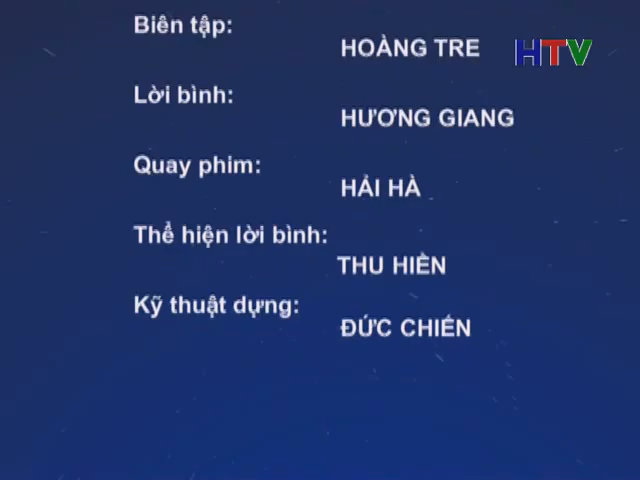 Biên tập:
HOÀNG TRE
HTV
Lời bình:
HƯƠNG GIANG
Quay phim:
HẢI HÀ
Thể hiện lời bình:
THU HIỀN
Kỹ thuật dựng:
ĐỨC CHIẾN